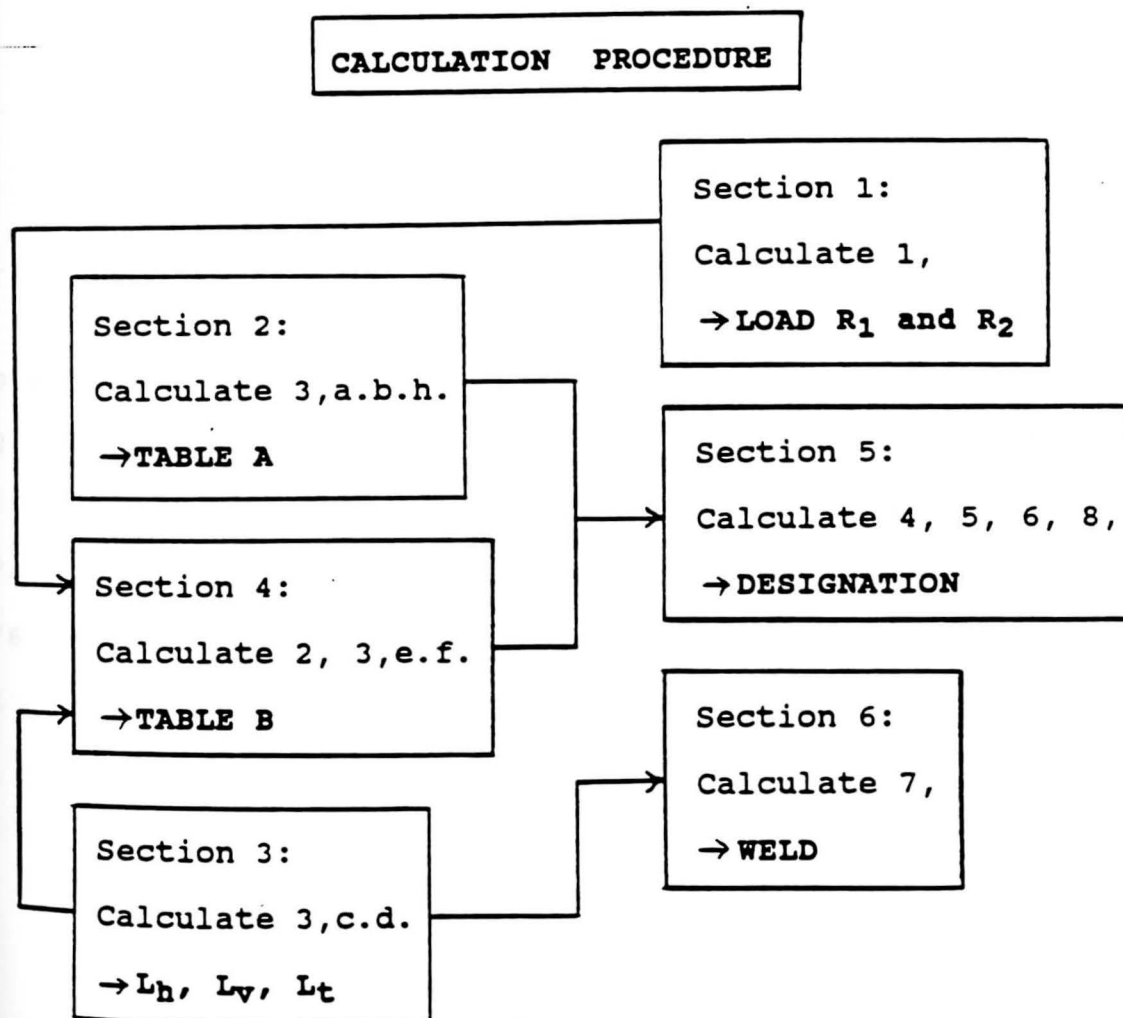 CALCULATION PROCEDURE
Section 1:
Calculate 1,
→LOAD R₁ and R₂
Section 2:
Calculate 3,a.b.h.
→TABLE A
Section 5:
Calculate 4, 5, 6, 8,
→DESIGNATION
Section 4:
Calculate 2, 3,e.f.
→TABLE B
Section 6:
Calculate 7,
→WELD
Section 3:
Calculate 3,c.d.
→Lh, Lv, Lt